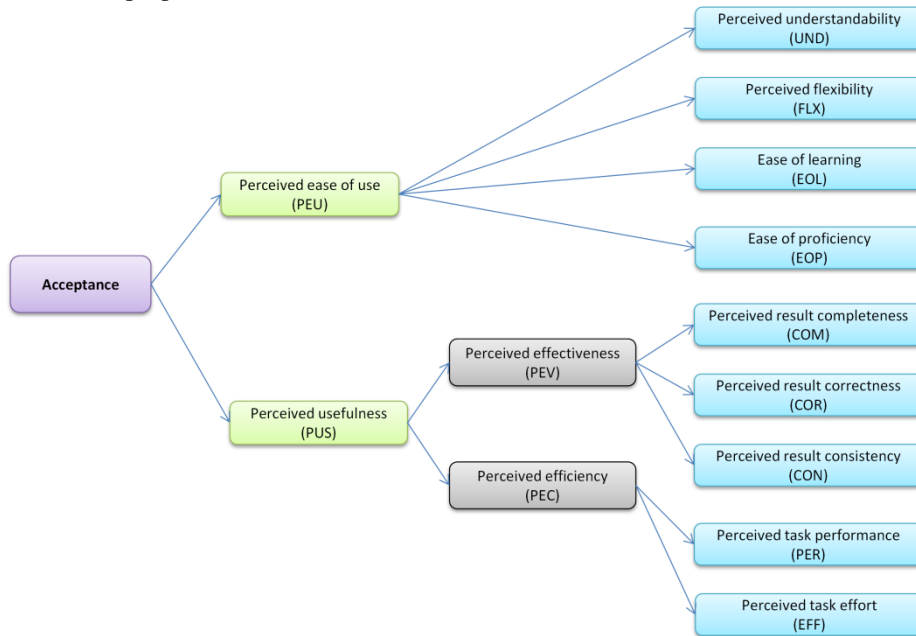 Perceived understandability
(UND)
Perceived flexibility
(FLX)
Perceived ease of use
(PEU)
Ease of learning
(EOL)
Ease of proficiency
(EOP)
Acceptance
Perceived result completeness
(COM)
Perceived effectiveness
(PEV)
Perceived result correctness
(COR)
Perceived usefulness
(PUS)
Perceived result consistency
(CON)
Perceived efficiency
(PEC)
Perceived task performance
(PER)
Perceived task effort
(EFF)